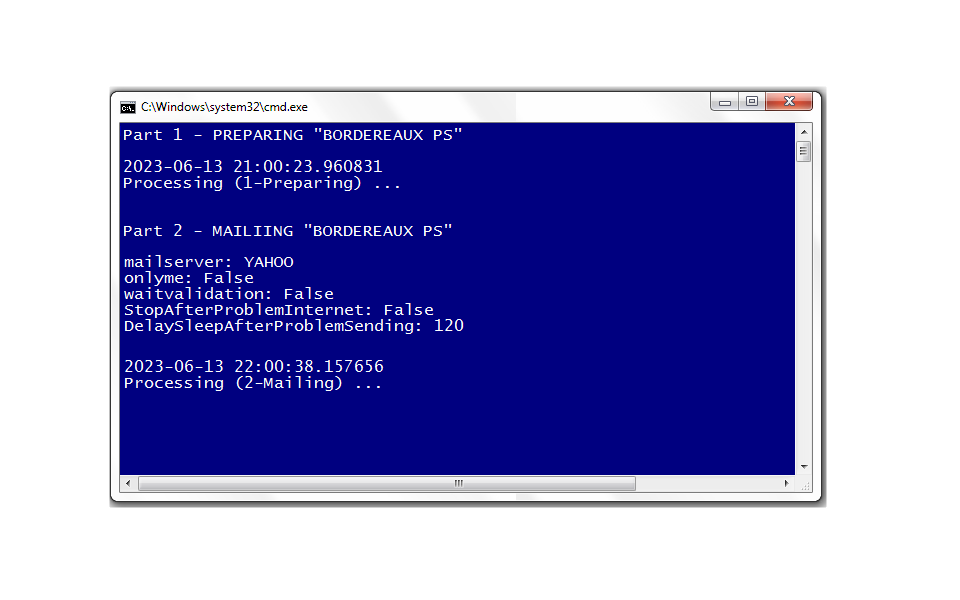 C:\Windows\system32\cmd.exe
Part 1 - PREPARING "BORDEREAUX PS"
2023-06-13 21:00:23.960831
Processing (1-Preparing) ...
Part 2 - MAILIING "BORDEREAUX PS"
mailserver: YAHOO
onlyme: False
waitvalidation: False
StopAfterProblemInternet: False
DelaySleepAfterProblemSending: 120
2023-06-13 22:00:38.157656
Processing (2-Mailing) ...